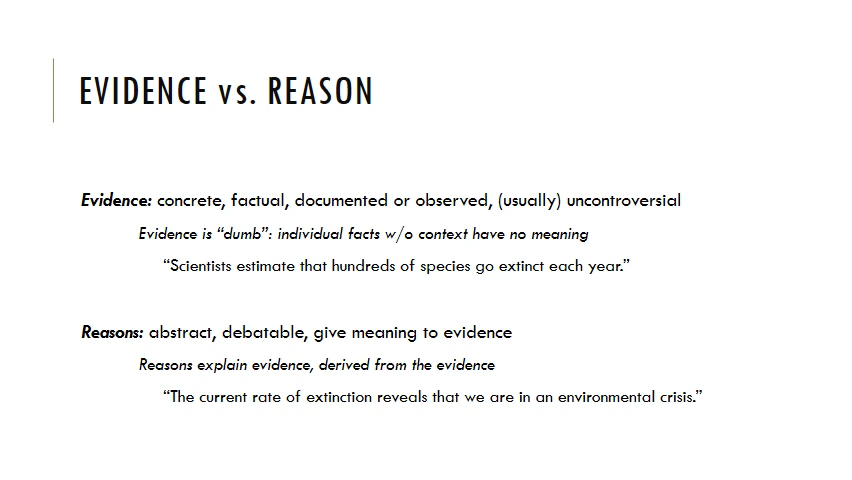 EVIDENCE vs. REASON
Evidence: concrete, factual, documented or observed, (usually) uncontroversial
Evidence is “dumb”: individual facts w/o context have no meaning
“Scientists estimate that hundreds of species go extinct each year.”
Reasons: abstract, debatable, give meaning to evidence
Reasons explain evidence, derived from the evidence
“The current rate of extinction reveals that we are in an environmental crisis.”